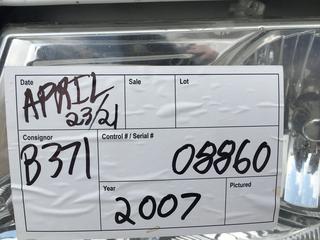 Date Sale Lot
APRIL
23/21
Consignor Control # / Serial #
B371 08860
Year Pictured
2007